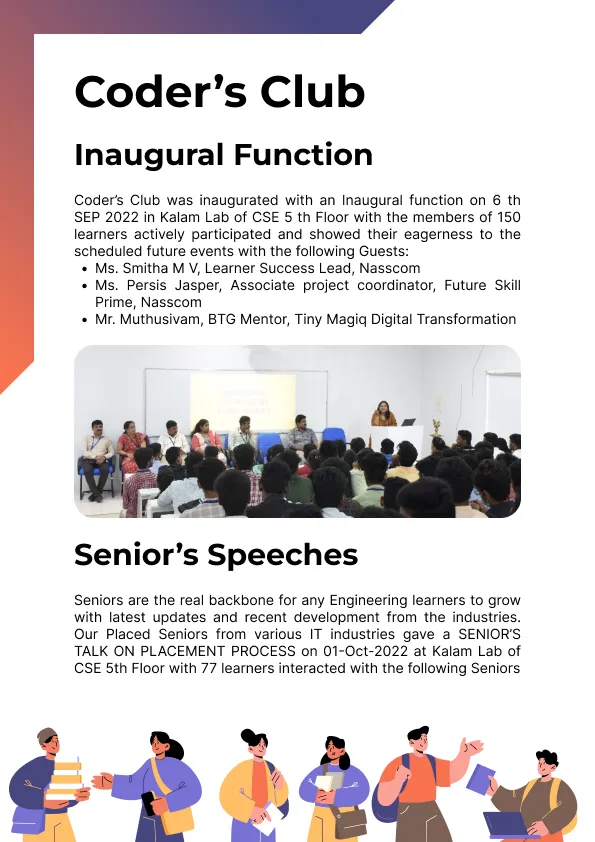 Coder’s Club
Inaugural Function
Coder’s Club was inaugurated with an Inaugural function on 6 th
SEP 2022 in Kalam Lab of CSE 5 th Floor with the members of 150
learners actively participated and showed their eagerness to the
scheduled future events with the following Guests:
• Ms. Smitha M V, Learner Success Lead, Nasscom
• Ms. Persis Jasper, Associate project coordinator, Future Skill
Prime, Nasscom
• Mr. Muthusivam, BTG Mentor, Tiny Magiq Digital Transformation
Senior’s Speeches
Seniors are the real backbone for any Engineering learners to grow
with latest updates and recent development from the industries.
Our Placed Seniors from various IT industries gave a SENIOR’S
TALK ON PLACEMENT PROCESS on 01-Oct-2022 at Kalam Lab of
CSE 5th Floor with 77 learners interacted with the following Seniors